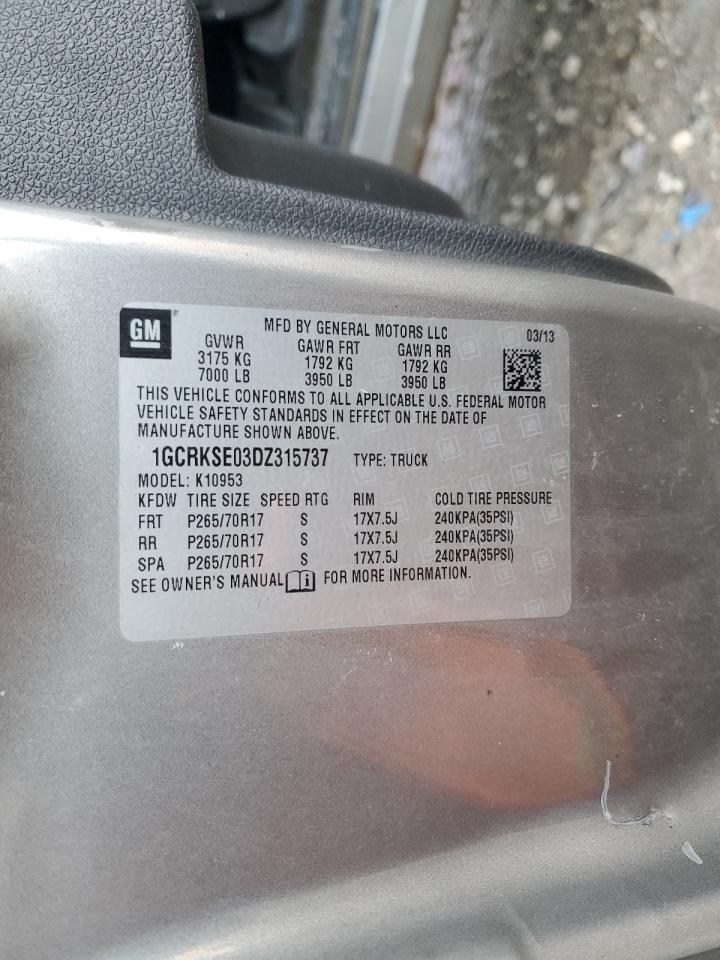 GM
MFD BY GENERAL MOTORS LLC 03/13
GVWR GAWR FRT GAWR RR
3175 KG 1792 KG 1792 KG
7000 LB 3950 LB 3950 LB
THIS VEHICLE CONFORMS TO ALL APPLICABLE U.S. FEDERAL MOTOR
VEHICLE SAFETY STANDARDS IN EFFECT ON THE DATE OF
MANUFACTURE SHOWN ABOVE.
1GCRKSE03DZ315737 TYPE: TRUCK
MODEL: K10953
KFDW TIRE SIZE SPEED RTG RIM COLD TIRE PRESSURE
FRT P265/70R17 S 17X7.5J 240KPA(35PSI)
RR P265/70R17 S 17X7.5J 240KPA(35PSI)
SPA P265/70R17 S 17X7.5J 240KPA(35PSI)
SEE OWNER'S MANUAL i FOR MORE INFORMATION.